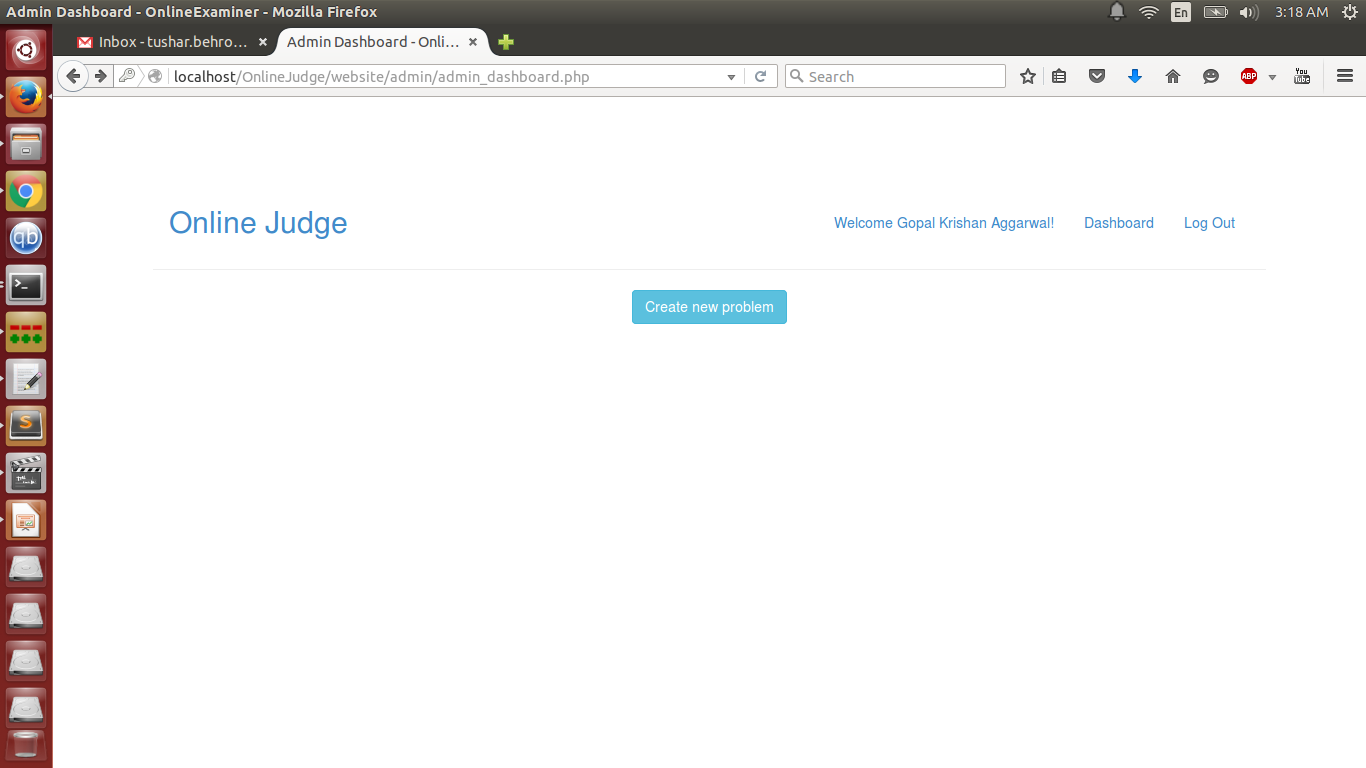 Admin Dashboard - OnlineExaminer - Mozilla Firefox
En
3:18 AM
Inbox - tushar.behro...
Admin Dashboard - Onli...
localhost/OnlineJudge/website/admin/admin_dashboard.php
Search
ABP
You Tube
Online Judge
Welcome Gopal Krishan Aggarwal!
Dashboard
Log Out
Create new problem
qb
>_
S